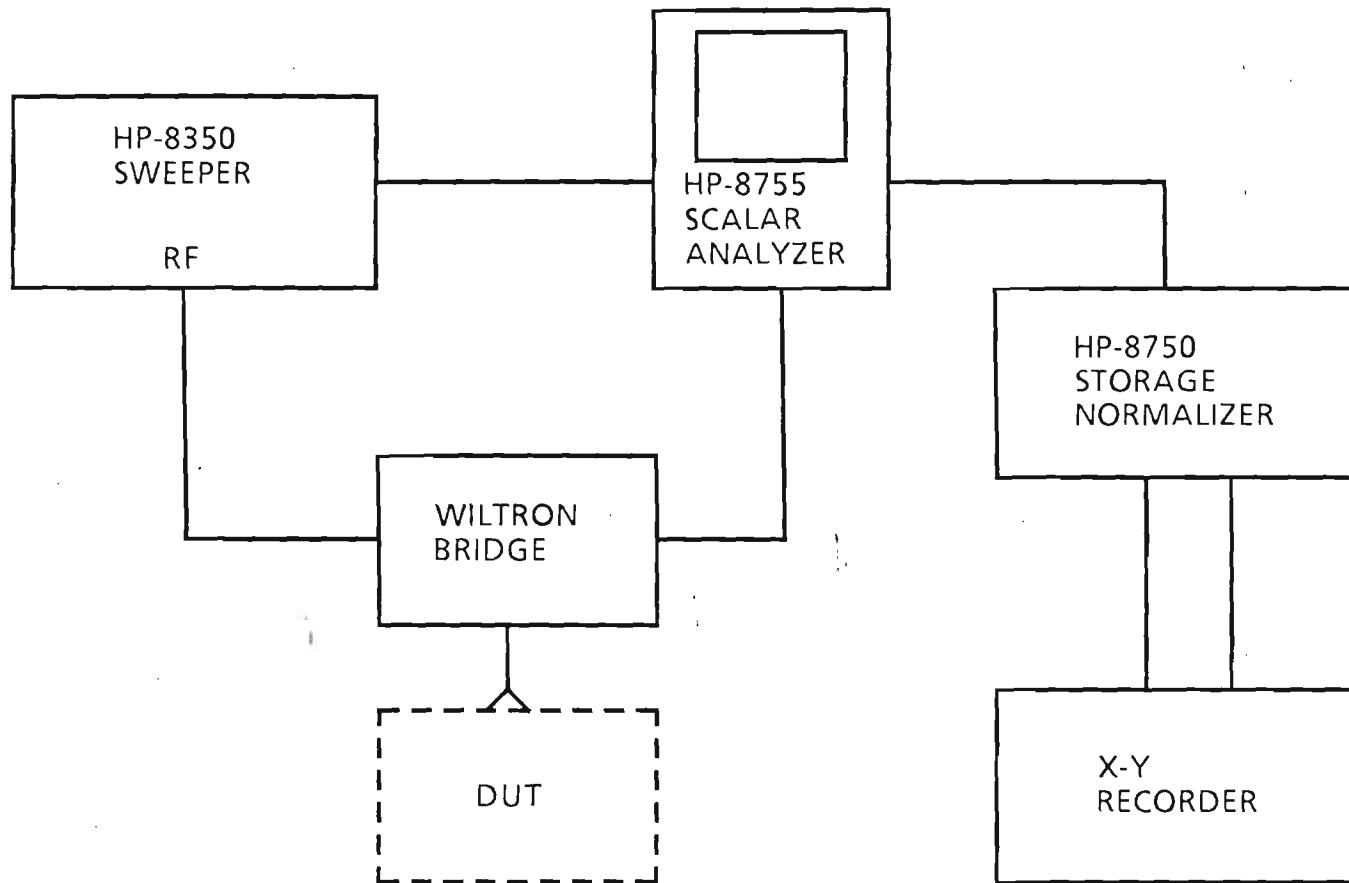 HP-8350
SWEEPER
RF
HP-8755
SCALAR
ANALYZER
HP-8750
STORAGE
NORMALIZER
WILTRON
BRIDGE
DUT
X-Y
RECORDER